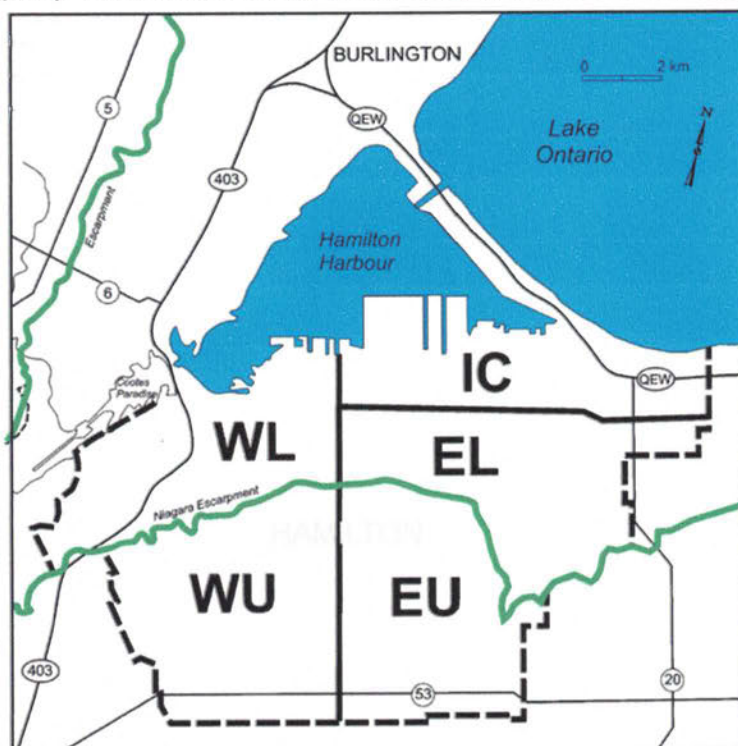 BURLINGTON
0 2 km
5
QEW
Lake
Ontario
N
Escarpment
403
Hamilton
Harbour
6
Cootes
Paradise
IC
QEW
WL
EL
Niagara Escarpment
HAMILTON
WU
EU
403
53
20